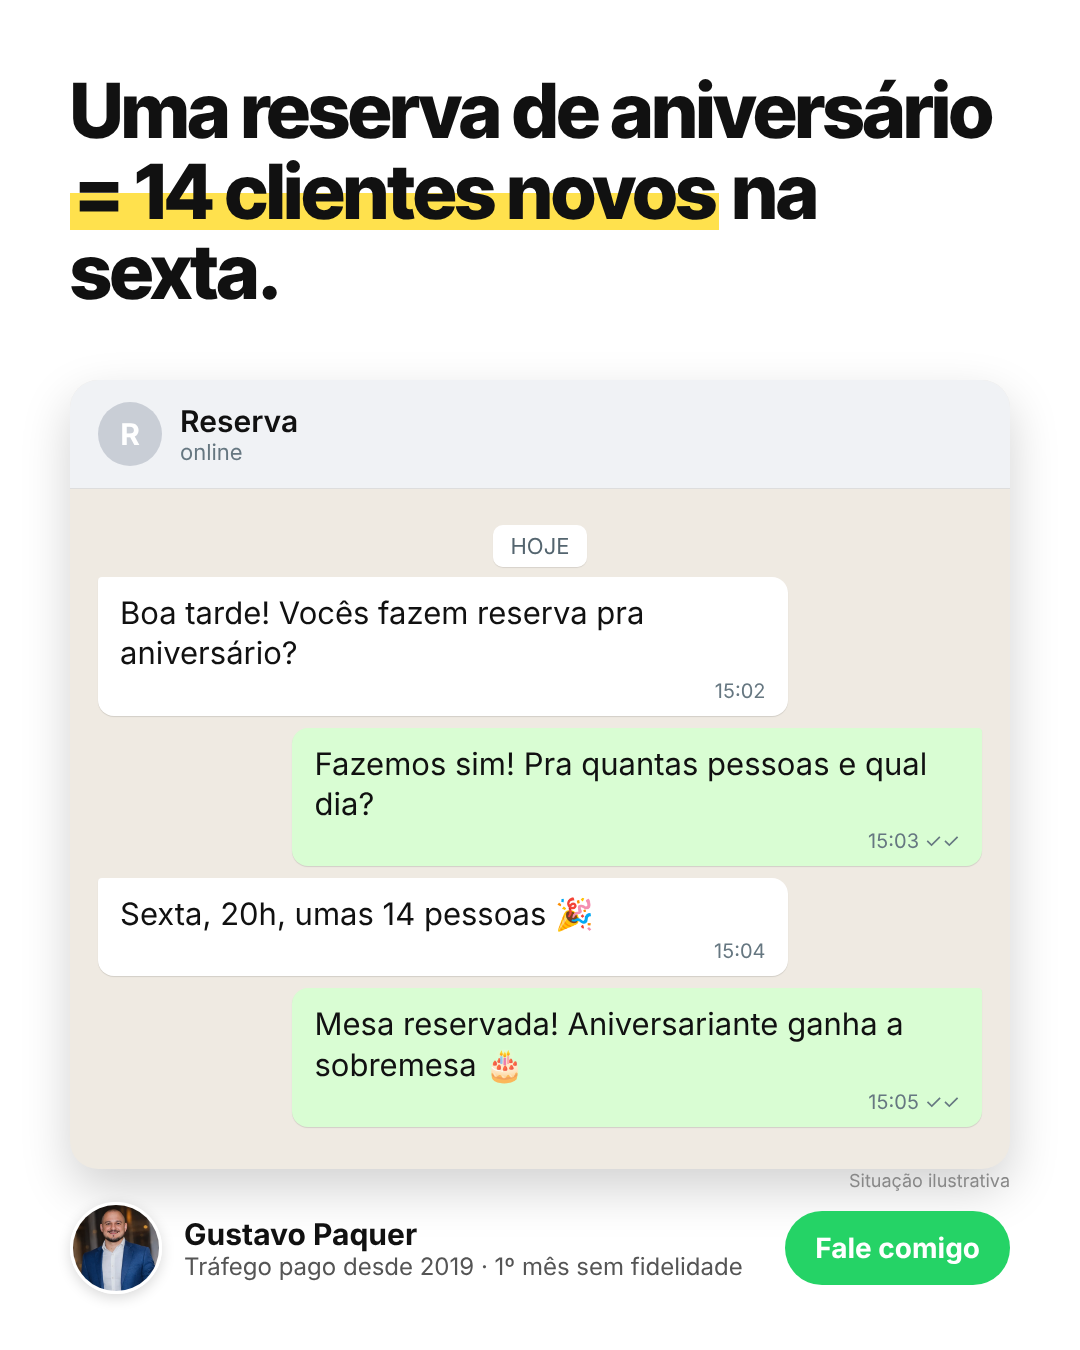 Uma reserva de aniversário
= 14 clientes novos na
sexta.
R
Reserva
online
HOJE
Boa tarde! Vocês fazem reserva pra
aniversário?
15:02
Fazemos sim! Pra quantas pessoas e qual
dia?
15:03
Sexta, 20h, umas 14 pessoas 🎉
15:04
Mesa reservada! Aniversariante ganha a
sobremesa 🎂
15:05
Situação ilustrativa
Gustavo Paquer
Tráfego pago desde 2019 · 1º mês sem fidelidade
Fale comigo